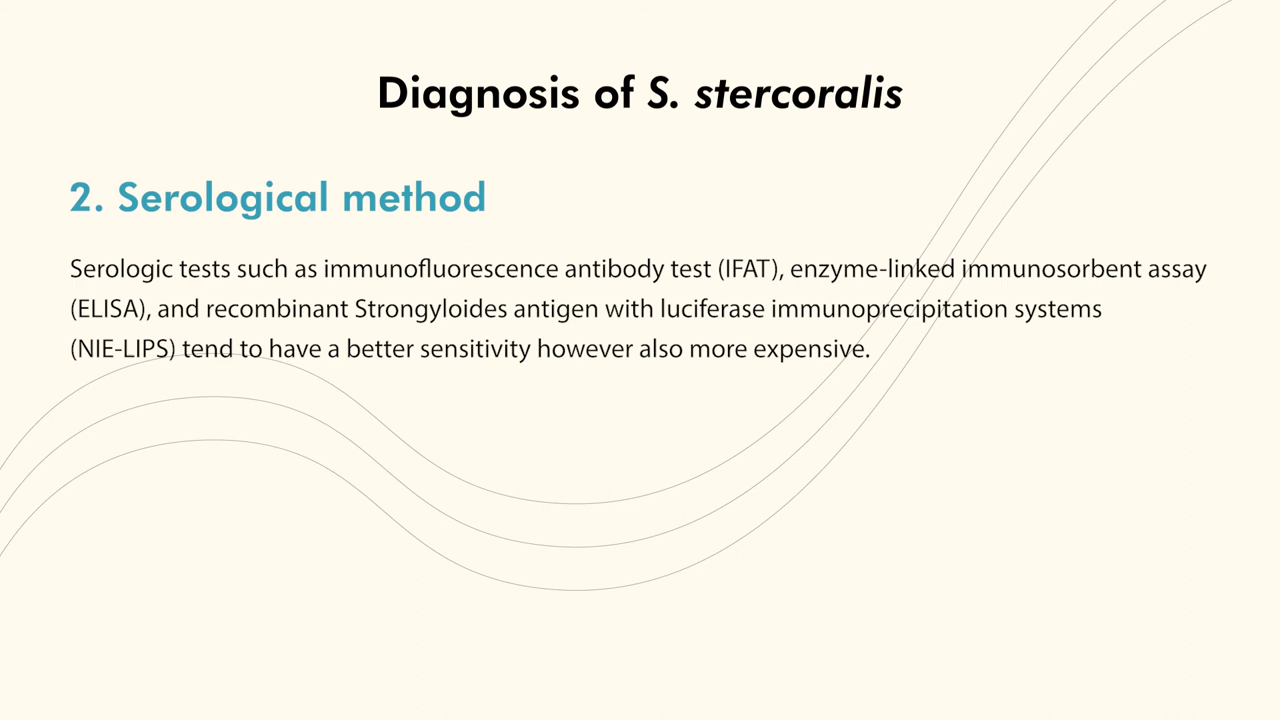 Diagnosis of S. stercoralis
2. Serological method
Serologic tests such as immunofluorescence antibody test (IFAT), enzyme-linked immunosorbent assay
(ELISA), and recombinant Strongyloides antigen with luciferase immunoprecipitation systems
(NIE-LIPS) tend to have a better sensitivity however also more expensive.